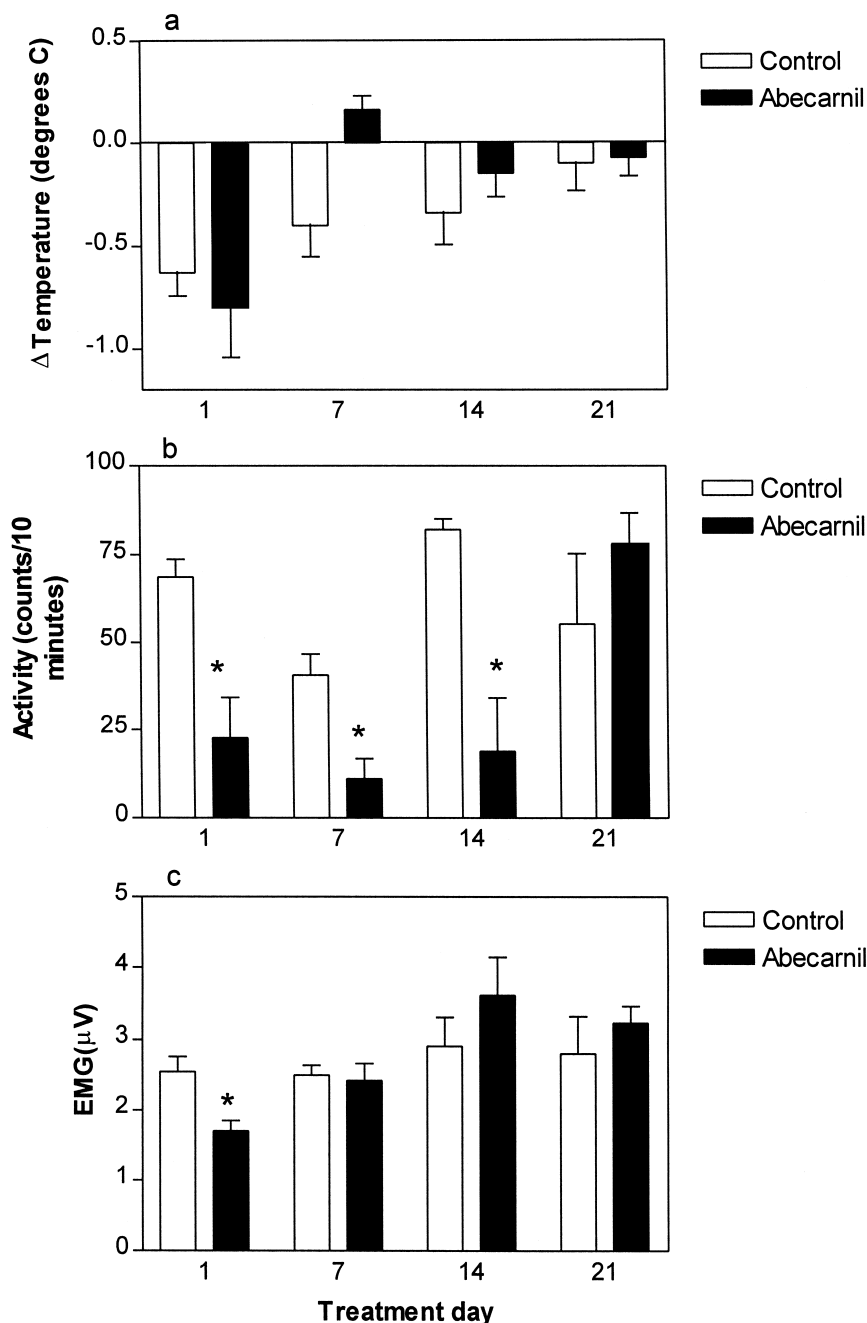 a
Δ Temperature (degrees C)
0.5
0.0
-0.5
-1.0
1 7 14 21
Control
Abecarnil
b
Activity (counts/10
minutes)
100
75
50
25
0
* * *
1 7 14 21
Control
Abecarnil
c
EMG(μV)
5
4
3
2
1
0
*
1 7 14 21
Control
Abecarnil
Treatment day